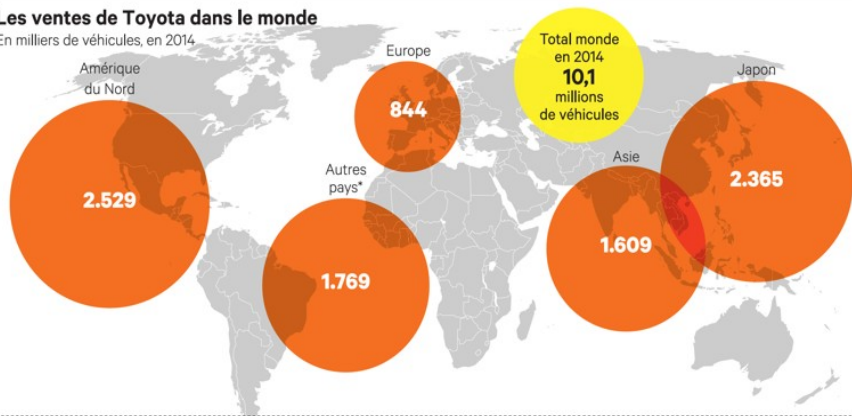 Les ventes de Toyota dans le monde
En milliers de véhicules, en 2014
Amérique
du Nord
2.529
Europe
844
Autres
pays*
1.769
Total monde
en 2014
10,1
millions
de véhicules
Asie
1.609
Japon
2.365